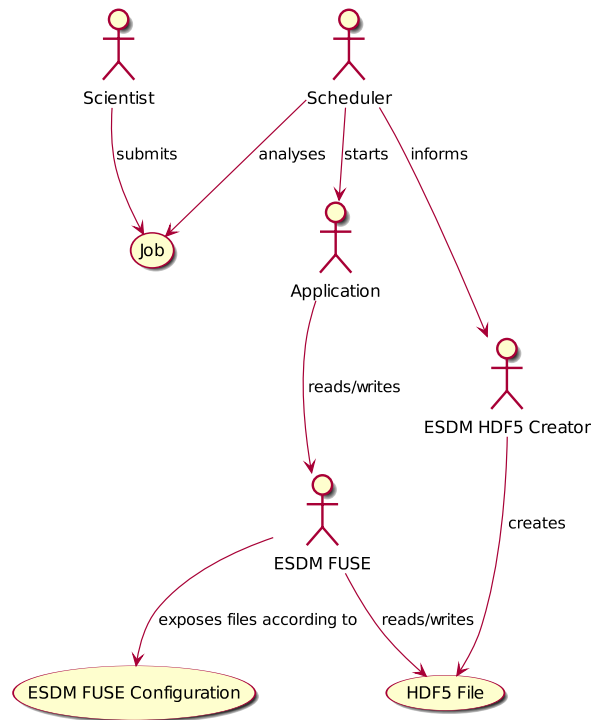 Scientist
Scheduler
submits
analyses
starts
informs
Job
Application
reads/writes
ESDM HDF5 Creator
creates
ESDM FUSE
exposes files according to
reads/writes
ESDM FUSE Configuration
HDF5 File